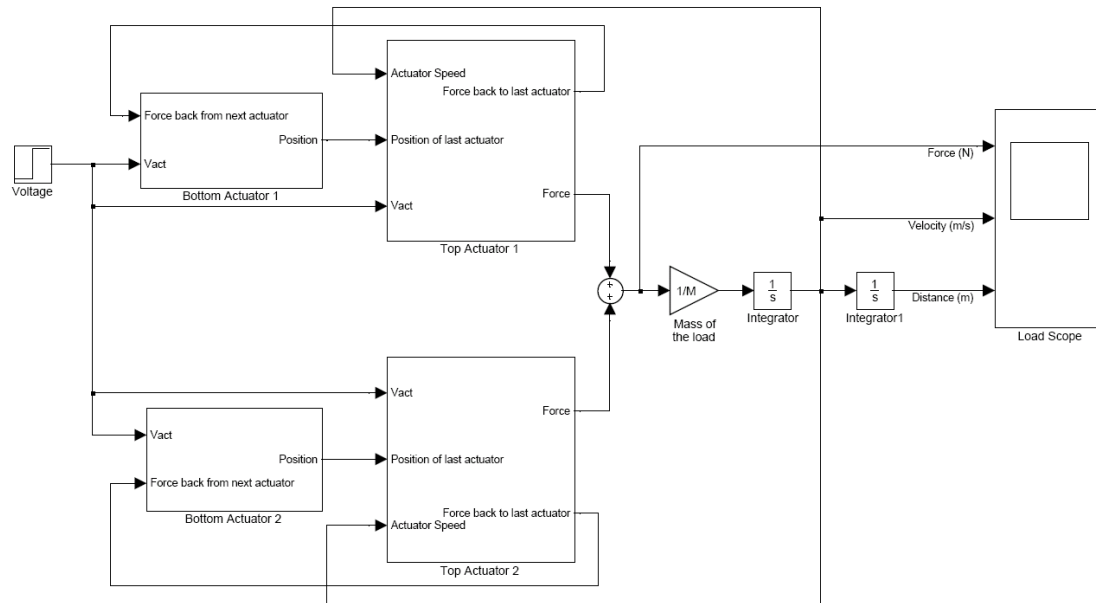 Voltage
Force back from next actuator
Position
Vact
Bottom Actuator 1
Actuator Speed
Force back to last actuator
Position of last actuator
Force
Vact
Top Actuator 1
+
+
1/M
Mass of
the load
1
s
Integrator
1
s
Integrator1
Force (N)
Velocity (m/s)
Distance (m)
Load Scope
Vact
Position
Force back from next actuator
Bottom Actuator 2
Vact
Force
Position of last actuator
Force back to last actuator
Actuator Speed
Top Actuator 2